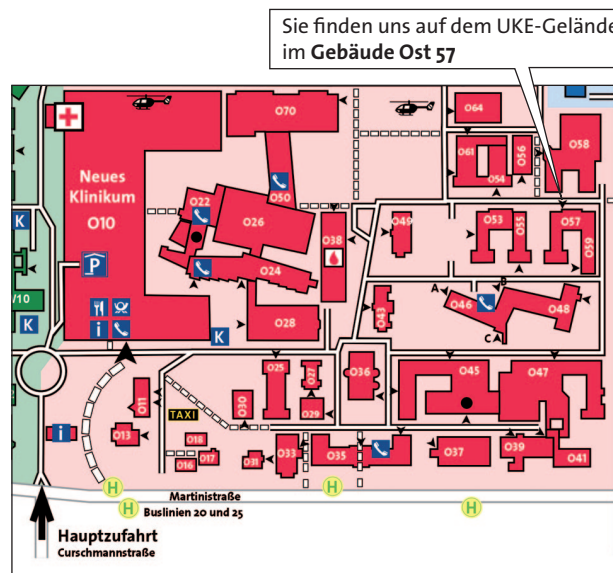 Sie finden uns auf dem UKE-Gelände
im Gebäude Ost 57
O70
O64
O61
O56
O58
O54
Neues
Klinikum
O10
O22
O50
O26
O38
O49
O53
O55
O57
O59
K
P
O24
W10
K
i
K
O28
O43
A
O46
B
O48
C
O25
O27
O36
O45
O47
O11
TAXI
O30
O29
i
O13
O18
O16
O17
O31
O33
O35
O37
O39
O41
H
H
H
H
Martinistraße
Buslinien 20 und 25
Hauptzufahrt
Curschmannstraße